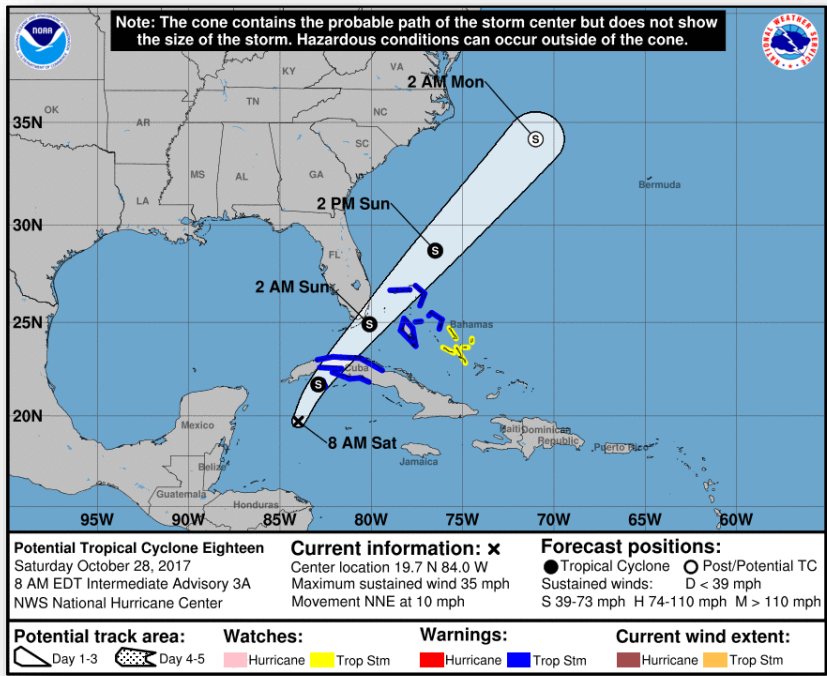 Note: The cone contains the probable path of the storm center but does not show
the size of the storm. Hazardous conditions can occur outside of the cone.
NOAA
NATIONAL WEATHER SERVICE
KY
VA
2 AM Mon
OK
TN
NC
AR
35N
SC
MS
AL
GA
Bermuda
LA
2 PM Sun
30N
FL
2 AM Sun
25N
Bahamas
S
S
S
S
Cuba
20N
Mexico
8 AM Sat
Haiti
Dominican
Republic
Puerto Rico
Jamaica
Belize
Guatemala
Honduras
95W
90W
85W
80W
75W
70W
65W
60W
Potential Tropical Cyclone Eighteen
Saturday October 28, 2017
8 AM EDT Intermediate Advisory 3A
NWS National Hurricane Center
Current information: x
Center location 19.7 N 84.0 W
Maximum sustained wind 35 mph
Movement NNE at 10 mph
Forecast positions:
Tropical Cyclone Post/Potential TC
Sustained winds: D < 39 mph
S 39-73 mph H 74-110 mph M > 110 mph
Potential track area:
Day 1-3 Day 4-5
Watches:
Hurricane Trop Stm
Warnings:
Hurricane Trop Stm
Current wind extent:
Hurricane Trop Stm